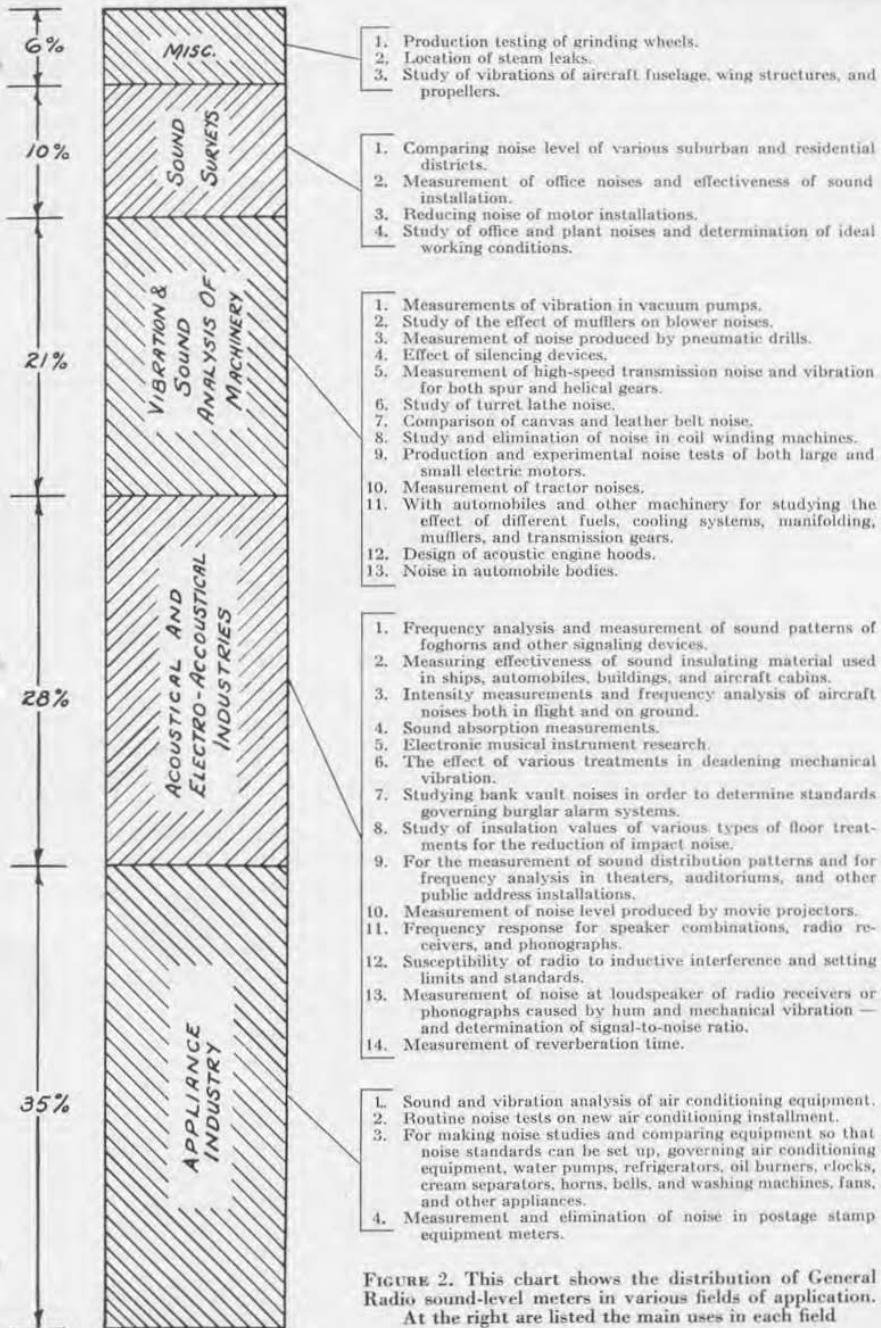 6%
MISC.
1. Production testing of grinding wheels.
2. Location of steam leaks.
3. Study of vibrations of aircraft fuselage, wing structures, and
propellers.
10%
SOUND
SURVEYS
1. Comparing noise level of various suburban and residential
districts.
2. Measurement of office noises and effectiveness of sound
installation.
3. Reducing noise of motor installations.
4. Study of office and plant noises and determination of ideal
working conditions.
21%
VIBRATION &
SOUND
ANALYSIS OF
MACHINERY
1. Measurements of vibration in vacuum pumps.
2. Study of the effect of mufflers on blower noises.
3. Measurement of noise produced by pneumatic drills.
4. Effect of silencing devices.
5. Measurement of high-speed transmission noise and vibration
for both spur and helical gears.
6. Study of turret lathe noise.
7. Comparison of canvas and leather belt noise.
8. Study and elimination of noise in coil winding machines.
9. Production and experimental noise tests of both large and
small electric motors.
10. Measurement of tractor noises.
11. With automobiles and other machinery for studying the
effect of different fuels, cooling systems, manifolding,
mufflers, and transmission gears.
12. Design of acoustic engine hoods.
13. Noise in automobile bodies.
28%
ACOUSTICAL AND
ELECTRO-ACCOUSTICAL
INDUSTRIES
1. Frequency analysis and measurement of sound patterns of
foghorns and other signaling devices.
2. Measuring effectiveness of sound insulating material used
in ships, automobiles, buildings, and aircraft cabins.
3. Intensity measurements and frequency analysis of aircraft
noises both in flight and on ground.
4. Sound absorption measurements.
5. Electronic musical instrument research.
6. The effect of various treatments in deadening mechanical
vibration.
7. Studying bank vault noises in order to determine standards
governing burglar alarm systems.
8. Study of insulation values of various types of floor treat-
ments for the reduction of impact noise.
9. For the measurement of sound distribution patterns and for
frequency analysis in theaters, auditoriums, and other
public address installations.
10. Measurement of noise level produced by movie projectors.
11. Frequency response for speaker combinations, radio re-
ceivers, and phonographs.
12. Susceptibility of radio to inductive interference and setting
limits and standards.
13. Measurement of noise at loudspeaker of radio receivers or
phonographs caused by hum and mechanical vibration —
and determination of signal-to-noise ratio.
14. Measurement of reverberation time.
35%
APPLIANCE
INDUSTRY
1. Sound and vibration analysis of air conditioning equipment.
2. Routine noise tests on new air conditioning installment.
3. For making noise studies and comparing equipment so that
noise standards can be set up, governing air conditioning
equipment, water pumps, refrigerators, oil burners, clocks,
cream separators, horns, bells, and washing machines, fans,
and other appliances.
4. Measurement and elimination of noise in postage stamp
equipment meters.
FIGURE 2. This chart shows the distribution of General
Radio sound-level meters in various fields of application.
At the right are listed the main uses in each field